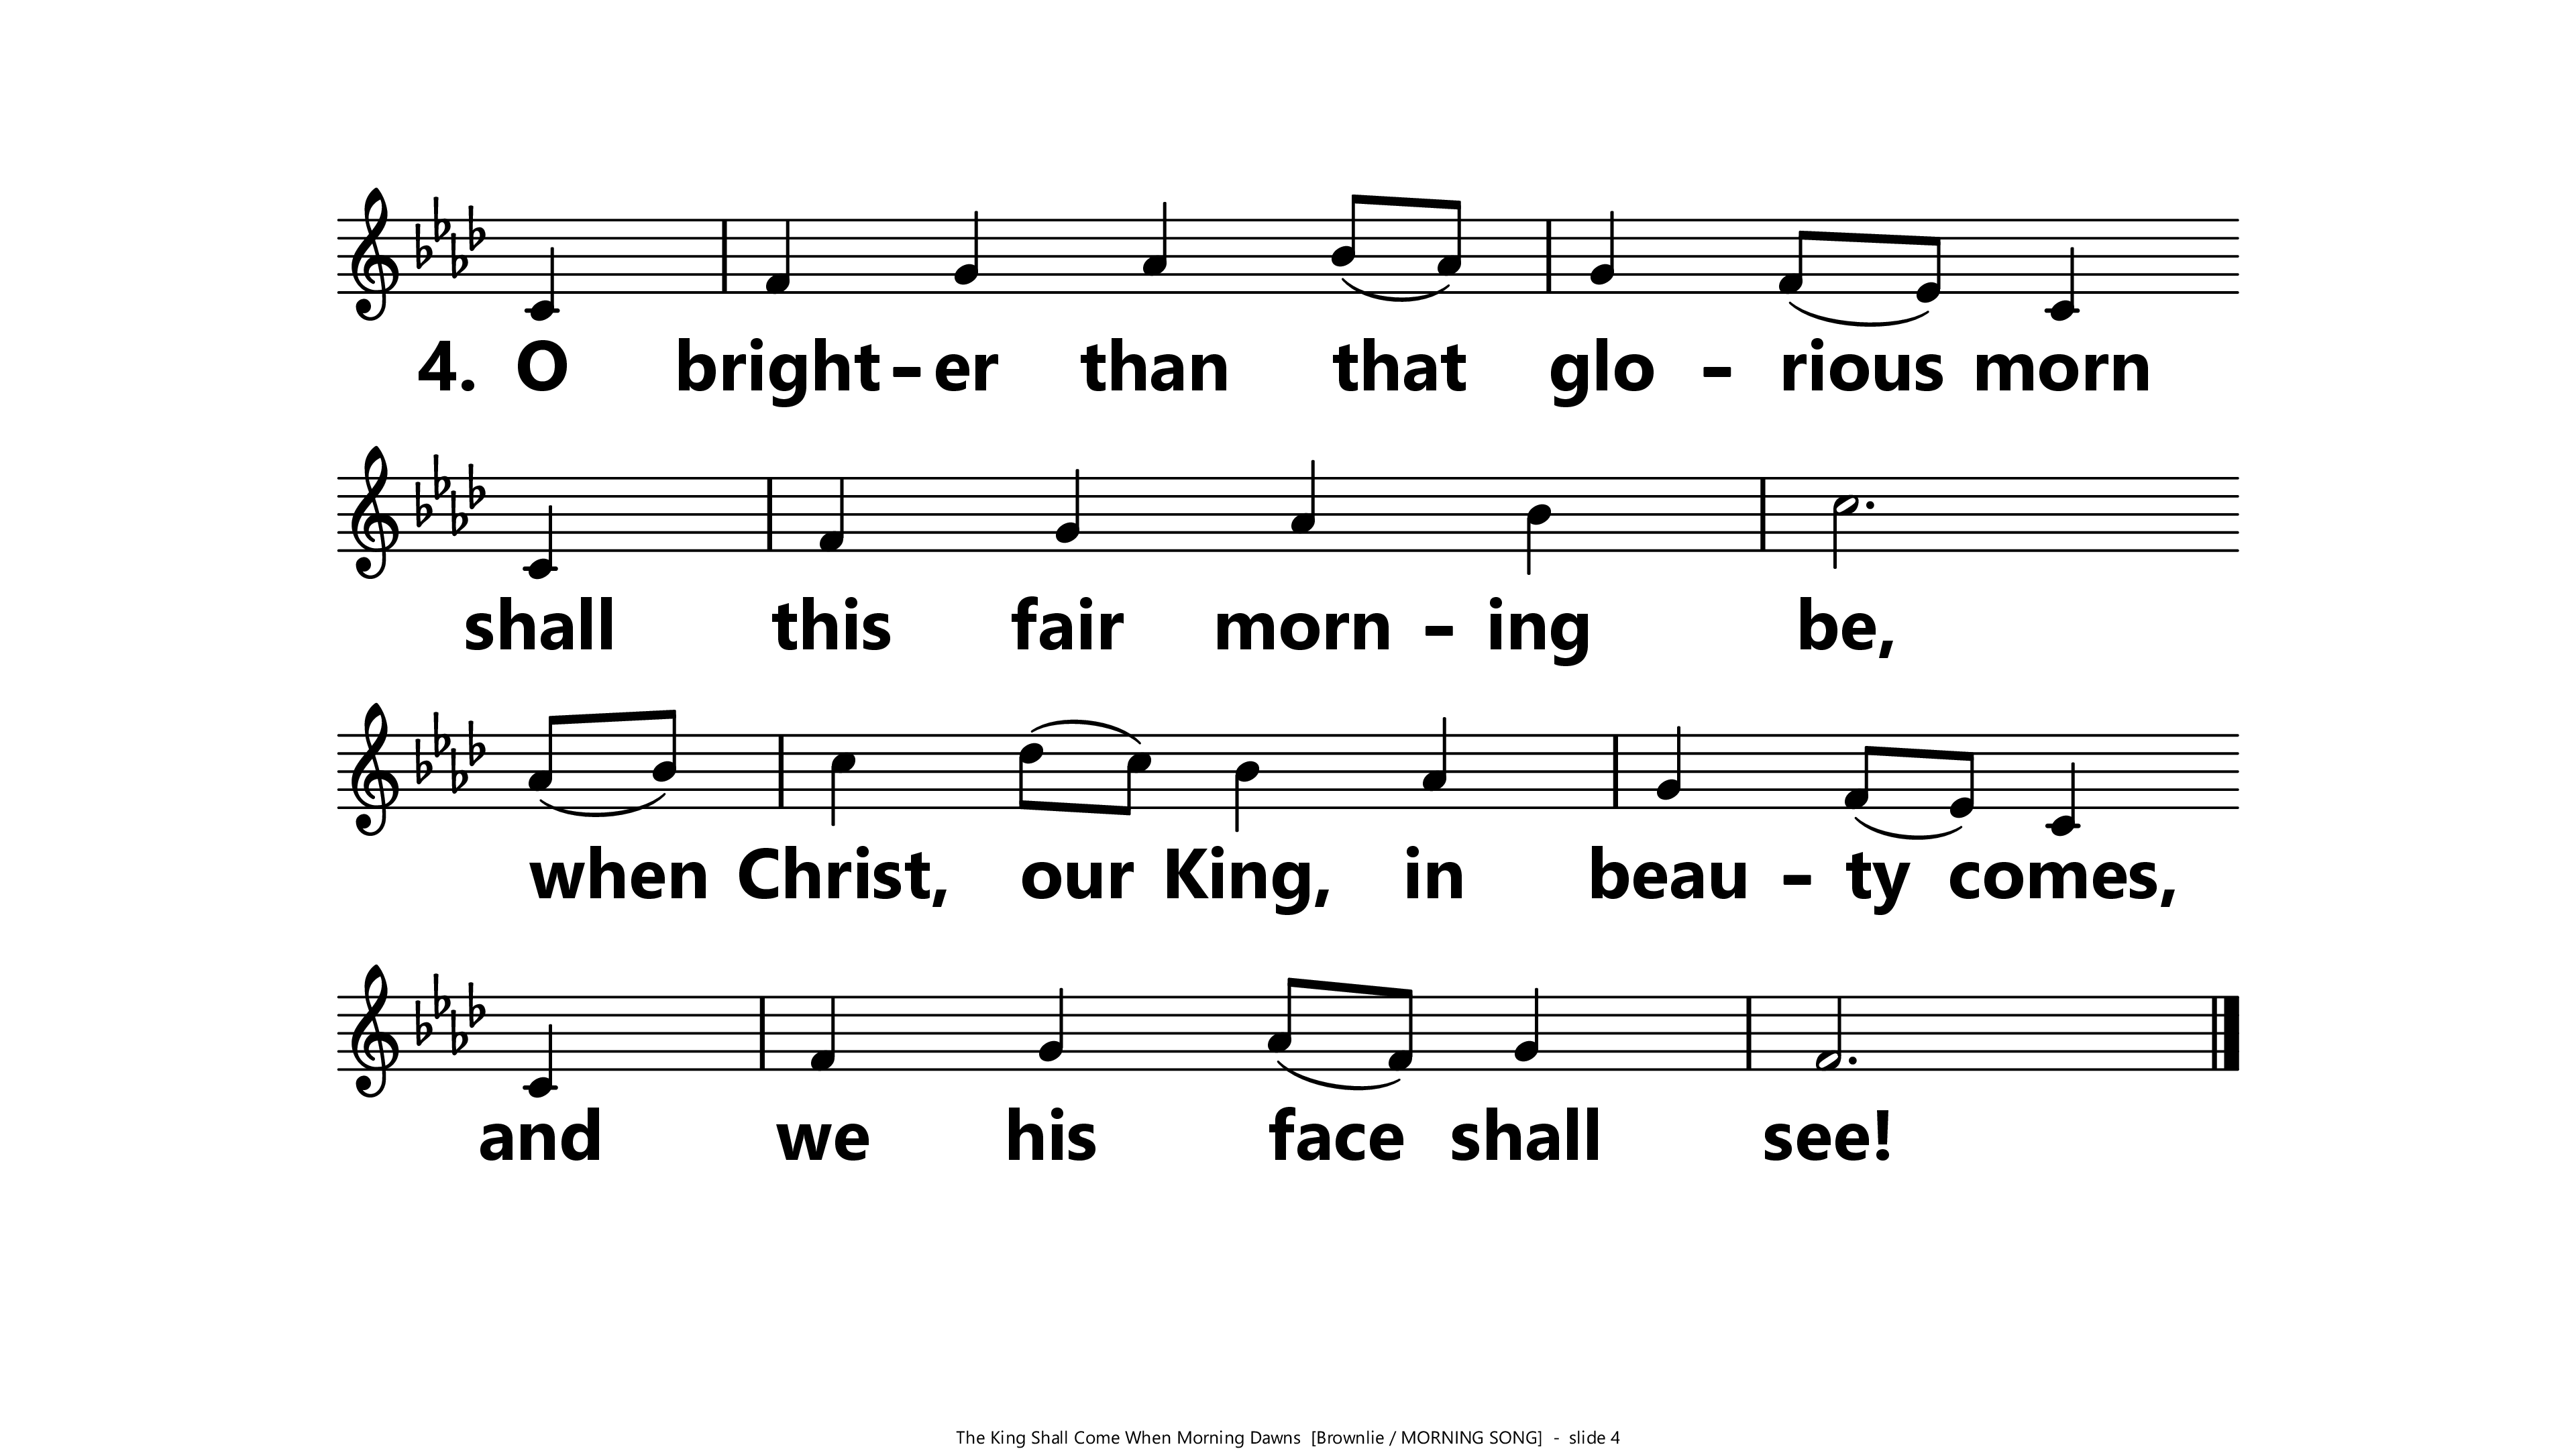 4. O bright-er than that glo - rious morn
shall this fair morn - ing be,
when Christ, our King, in beau - ty comes,
and we his face shall see!
The King Shall Come When Morning Dawns [Brownlie / MORNING SONG] - slide 4